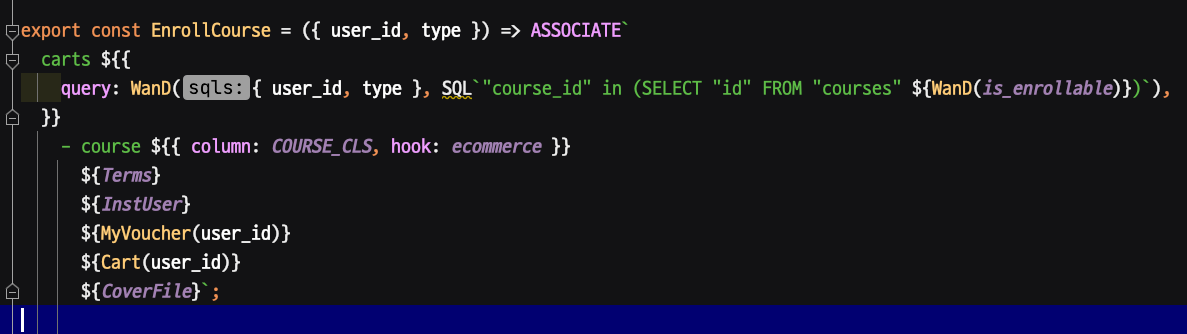 export const EnrollCourse = ({ user_id, type }) => ASSOCIATE`
carts ${{
query: WanD( sqls: { user_id, type }, SQL`"course_id" in (SELECT "id" FROM "courses" ${WanD(is_enrollable)})`),
}}
- course ${{ column: COURSE_CLS, hook: ecommerce }}
${Terms}
${InstUser}
${MyVoucher(user_id)}
${Cart(user_id)}
${CoverFile}`;